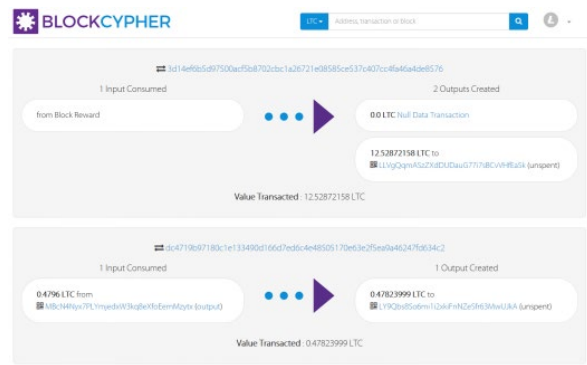 BLOCKCYPHER
LTC
Address, transaction or block
3d14ef6b5d97500acf5b8702cbc1a26721e08585ce537c407cc4fa46a4de8576
1 Input Consumed
2 Outputs Created
from Block Reward
0.0 LTC Null Data Transaction
12.52872158 LTC to
(unspent)
Value Transacted : 12.52872158 LTC
dc4719b97180c1e133490d166d7ed6c4e48505170e63e2f5ea9a46247fd634c2
1 Input Consumed
1 Output Created
0.4796 LTC from
(output)
0.47823999 LTC to
(unspent)
Value Transacted : 0.47823999 LTC